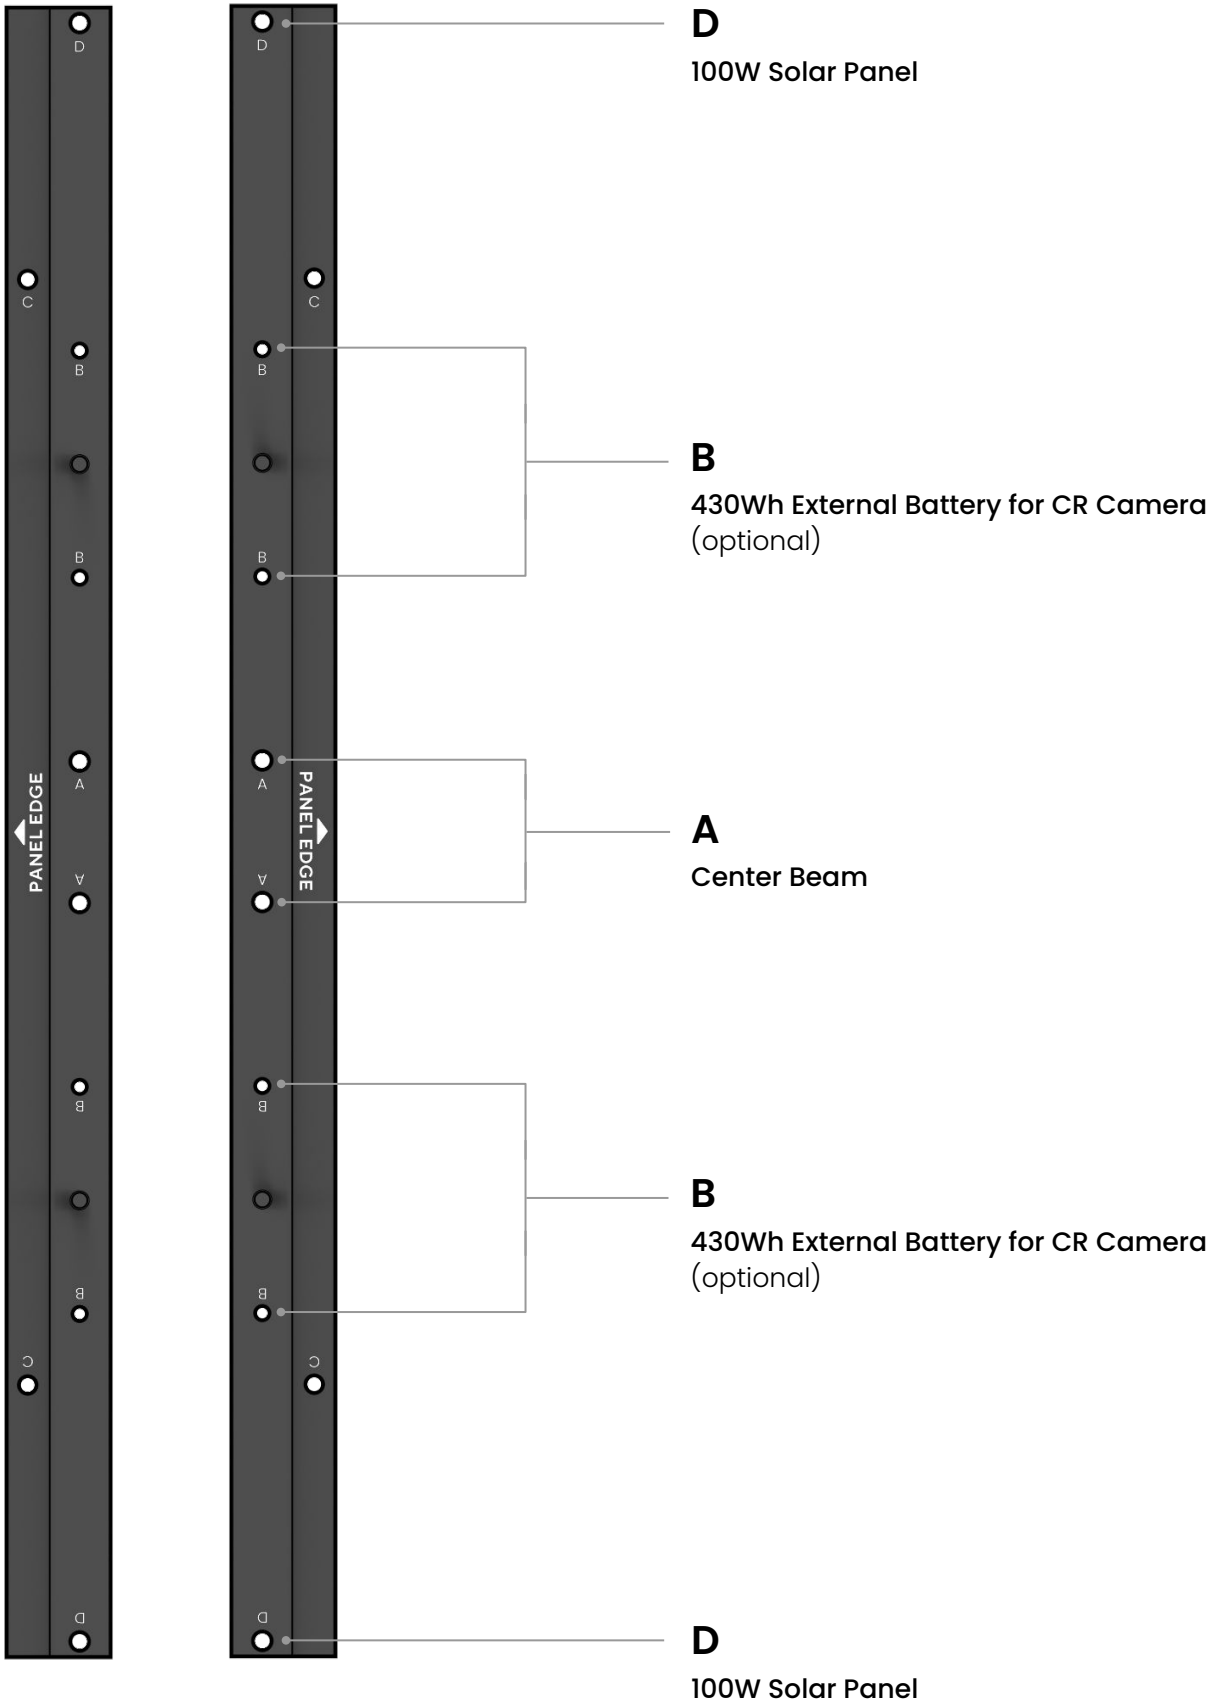 D
100W Solar Panel
D
D
C
C
B
B
B
430Wh External Battery for CR Camera
(optional)
B
B
A
A
PANEL EDGE
PANEL EDGE
A
Center Beam
A
A
B
B
B
430Wh External Battery for CR Camera
(optional)
B
B
C
C
D
D
D
100W Solar Panel